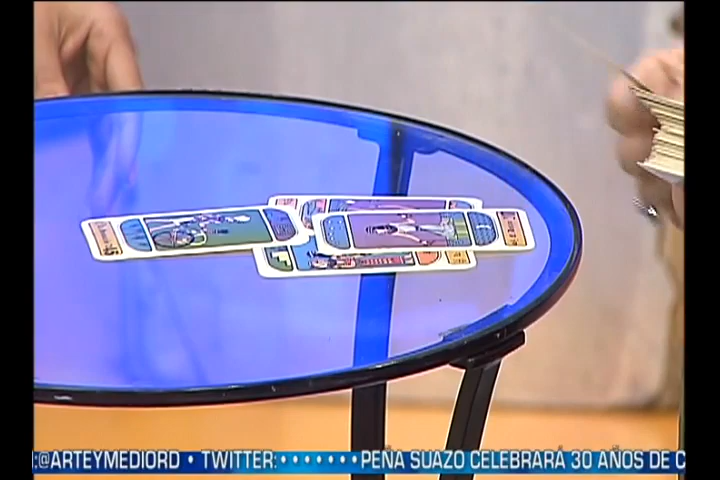 :@ARTEYMEDIORD • TWITTER:•••••••PEÑA SUAZO CELEBRARÁ 30 AÑOS DE C